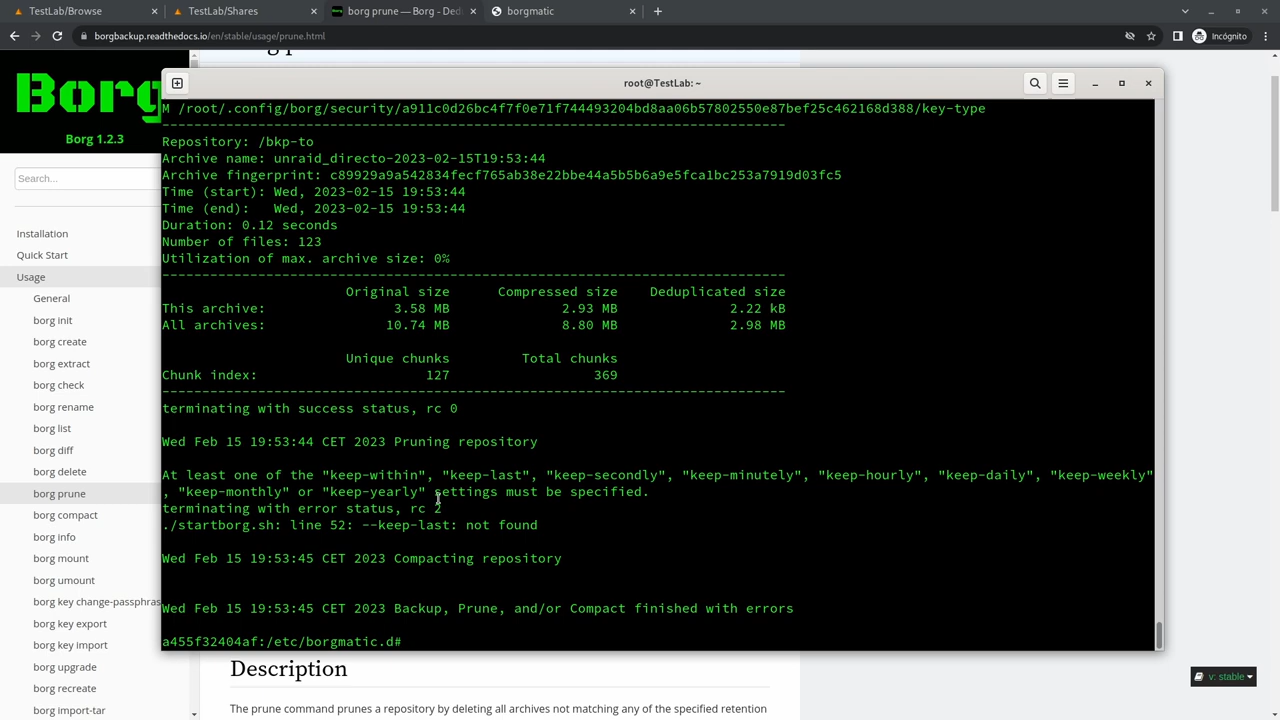 TestLab/Browse
TestLab/Shares
borg prune — Borg - Ded
borgmatic
borgbackup.readthedocs.io/en/stable/usage/prune.html
Incógnito
Borg
Borg 1.2.3
Search...
Installation
Quick Start
Usage
General
borg init
borg create
borg extract
borg check
borg rename
borg list
borg diff
borg delete
borg prune
borg compact
borg info
borg mount
borg umount
borg key change-passphras
borg key export
borg key import
borg upgrade
borg recreate
borg import-tar
root@TestLab: ~
M /root/.config/borg/security/a911c0d26bc4f7f0e71f744493204bd8aa06b57802550e87bef25c462168d388/key-type
------------------------------------------------------------------------------
Repository: /bkp-to
Archive name: unraid_directo-2023-02-15T19:53:44
Archive fingerprint: c89929a9a542834fecf765ab38e22bbe44a5b5b6a9e5fca1bc253a7919d03fc5
Time (start): Wed, 2023-02-15 19:53:44
Time (end):   Wed, 2023-02-15 19:53:44
Duration: 0.12 seconds
Number of files: 123
Utilization of max. archive size: 0%
------------------------------------------------------------------------------
                       Original size      Compressed size    Deduplicated size
This archive:                3.58 MB              2.93 MB              2.22 kB
All archives:               10.74 MB              8.80 MB              2.98 MB
                       Unique chunks         Total chunks
Chunk index:                     127                  369
------------------------------------------------------------------------------
terminating with success status, rc 0
Wed Feb 15 19:53:44 CET 2023 Pruning repository
At least one of the "keep-within", "keep-last", "keep-secondly", "keep-minutely", "keep-hourly", "keep-daily", "keep-weekly"
, "keep-monthly" or "keep-yearly" settings must be specified.
terminating with error status, rc 2
./startborg.sh: line 52: --keep-last: not found
Wed Feb 15 19:53:45 CET 2023 Compacting repository
Wed Feb 15 19:53:45 CET 2023 Backup, Prune, and/or Compact finished with errors
a455f32404af:/etc/borgmatic.d#
Description
The prune command prunes a repository by deleting all archives not matching any of the specified retention
v: stable